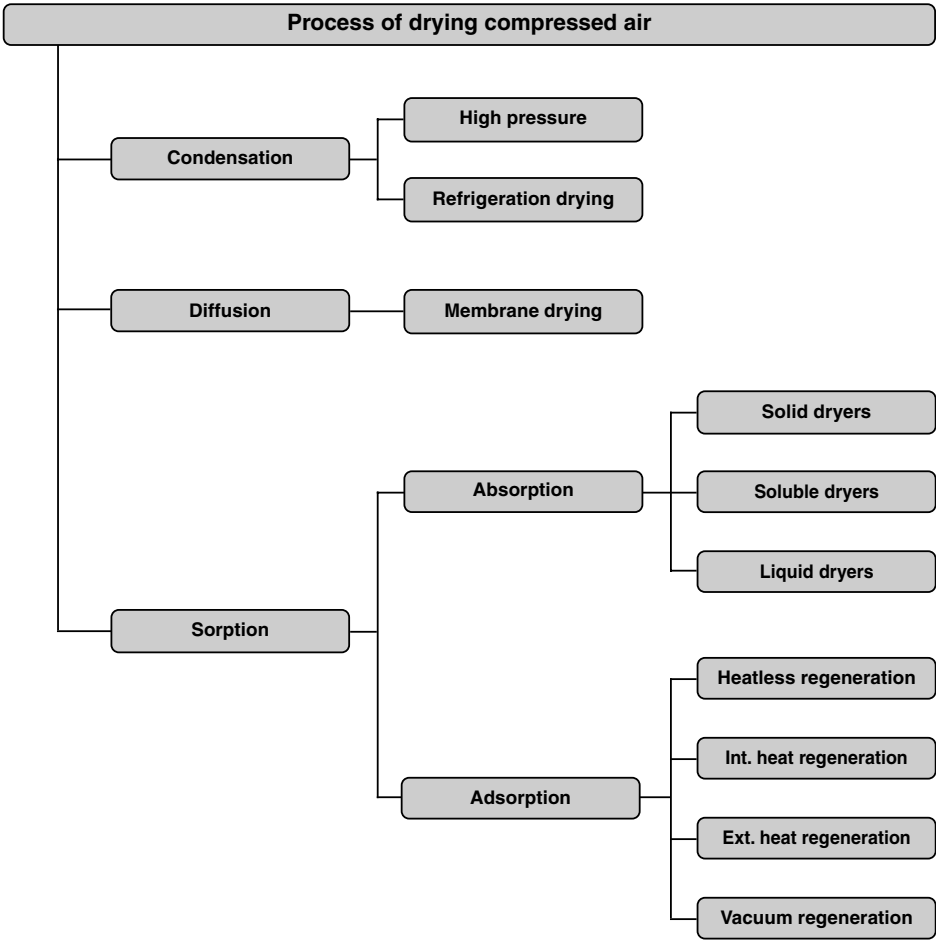 Process of drying compressed air
High pressure
Condensation
Refrigeration drying
Diffusion
Membrane drying
Solid dryers
Absorption
Soluble dryers
Liquid dryers
Sorption
Heatless regeneration
Int. heat regeneration
Adsorption
Ext. heat regeneration
Vacuum regeneration